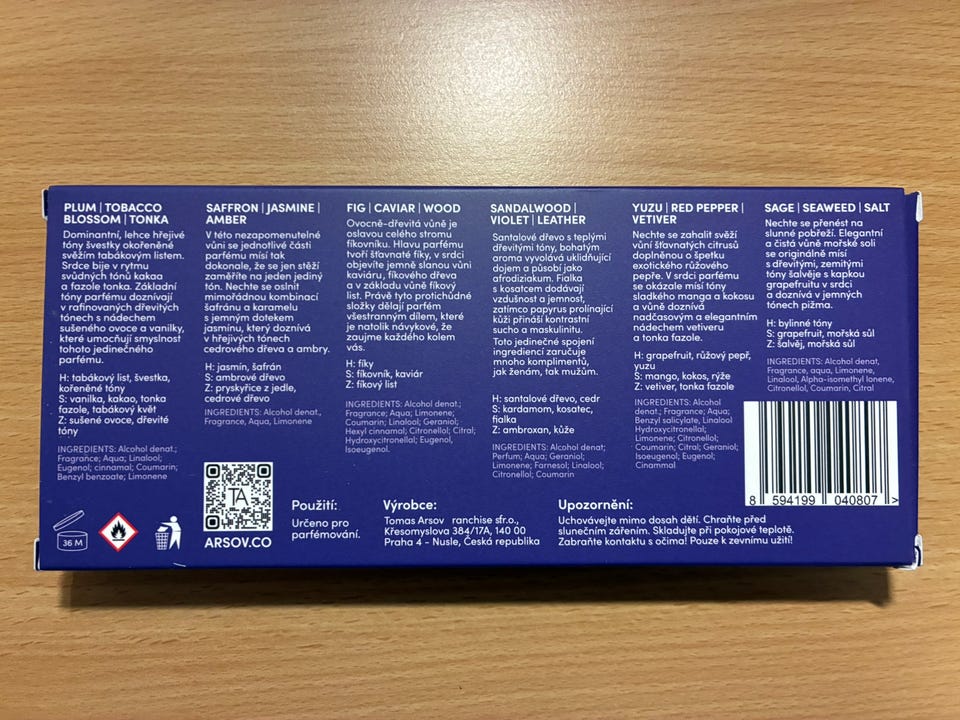 PLUM | TOBACCO
BLOSSOM | TONKA
Dominantní, lehce hřejivé
tóny švestky okořeněné
svěžím tabákovým listem.
Srdce bije v rytmu
svůdných tónů kakaa
a fazole tonka. Základní
tóny parfému doznívají
v rafinovaných dřevitých
tónech s nádechem
sušeného ovoce a vanilky,
které umocňují smyslnost
tohoto jedinečného
parfému.
H: tabákový list, švestka,
kořeněné tóny
S: vanilka, kakao, tonka
fazole, tabákový květ
Z: sušené ovoce, dřevité
tóny
INGREDIENTS: Alcohol denat.;
Fragrance; Aqua; Linalool;
Eugenol; cinnamal; Coumarin;
Benzyl benzoate; Limonene
SAFFRON | JASMINE |
AMBER
V této nezapomenutelné
vůni se jednotlivé části
parfému mísí tak
dokonale, že se jen stěží
zaměříte na jeden jediný
tón. Nechte se oslnit
mimořádnou kombinací
šafránu a karamelu
s jemným dotekem
jasmínu, který doznívá
v hřejivých tónech
cedrového dřeva a ambry.
H: jasmín, šafrán
S: ambrové dřevo
Z: pryskyřice z jedle,
cedrové dřevo
INGREDIENTS: Alcohol denat.,
Fragrance, Aqua, Limonene
FIG | CAVIAR | WOOD
Ovocně-dřevitá vůně je
oslavou celého stromu
fíkovníku. Hlavu parfému
tvoří šťavnaté fíky, v srdci
objevíte jemně slanou vůni
kaviáru, fíkového dřeva
a v základu vůně fíkový
list. Právě tyto protichůdné
složky dělají parfém
všestranným dílem, které
je natolik návykové, že
zaujme každého kolem
vás.
H: fíky
S: fíkovník, kaviár
Z: fíkový list
INGREDIENTS: Alcohol denat.;
Fragrance; Aqua; Limonene;
Coumarin; Linalool; Geraniol;
Hexyl cinnamal, Citronellol; Citral;
Hydroxycitronellal; Eugenol,
Isoeugenol.
SANDALWOOD |
VIOLET | LEATHER
Santalové dřevo s teplými
dřevitými tóny, bohatým
aroma vyvolává uklidňující
dojem a působí jako
afrodiziakum. Fialka
s kosatcem dodávají
vzdušnost a jemnost,
zatímco papyrus prolínající
kůži přináší kontrastní
sucho a maskulinitu.
Toto jedinečné spojení
ingrediencí zaručuje
mnoho komplimentů,
jak ženám, tak mužům.
H: santalové dřevo, cedr
S: kardamom, kosatec,
fialka
Z: ambroxan, kůže
INGREDIENTS: Alcohol denat;
Perfum; Aqua; Geraniol;
Limonene; Farnesol; Linalool;
Citronellol; Coumarin
YUZU | RED PEPPER |
VETIVER
Nechte se zahalit svěží
vůní šťavnatých citrusů
doplněnou o špetku
exotického růžového
pepře. V srdci parfému
se okázale mísí tóny
sladkého manga a kokosu
a vůně doznívá
nadčasovým a elegantním
nádechem vetiveru
a tonka fazole.
H: grapefruit, růžový pepř,
yuzu
S: mango, kokos, rýže
Z: vetiver, tonka fazole
INGREDIENTS: Alcohol
denat.; Fragrance; Aqua;
Benzyl salicylate, Linalool
Hydroxycitronellal;
Limonene; Citronellol;
Coumarin; Citral; Geraniol;
Isoeugenol; Eugenol;
Cinammal
SAGE | SEAWEED | SALT
Nechte se přenést na
slunné pobřeží. Elegantní
a čistá vůně mořské soli
se originálně mísí
s dřevitými, zemitými
tóny šalvěje s kapkou
grapefruitu v srdci
a doznívá v jemných
tónech pižma.
H: bylinné tóny
S: grapefruit, mořská sůl
Z: šalvěj, mořská sůl
INGREDIENTS: Alcohol denat,
Fragrance, aqua, Limonene,
Linalool, Alpha-isomethyl Ionene,
Citronellol, Coumarin, Citral
8 594199 040807 >
36 M
TA
ARSOV.CO
Použití:
Určeno pro
parfémování.
Výrobce:
Tomas Arsov ranchise sfr.o.,
Křesomyslova 384/17A, 140 00
Praha 4 - Nusle, Česká republika
Upozornění:
Uchovávejte mimo dosah dětí. Chraňte před
slunečním zářením. Skladujte při pokojové teplotě.
Zabraňte kontaktu s očima! Pouze k zevnímu užití!